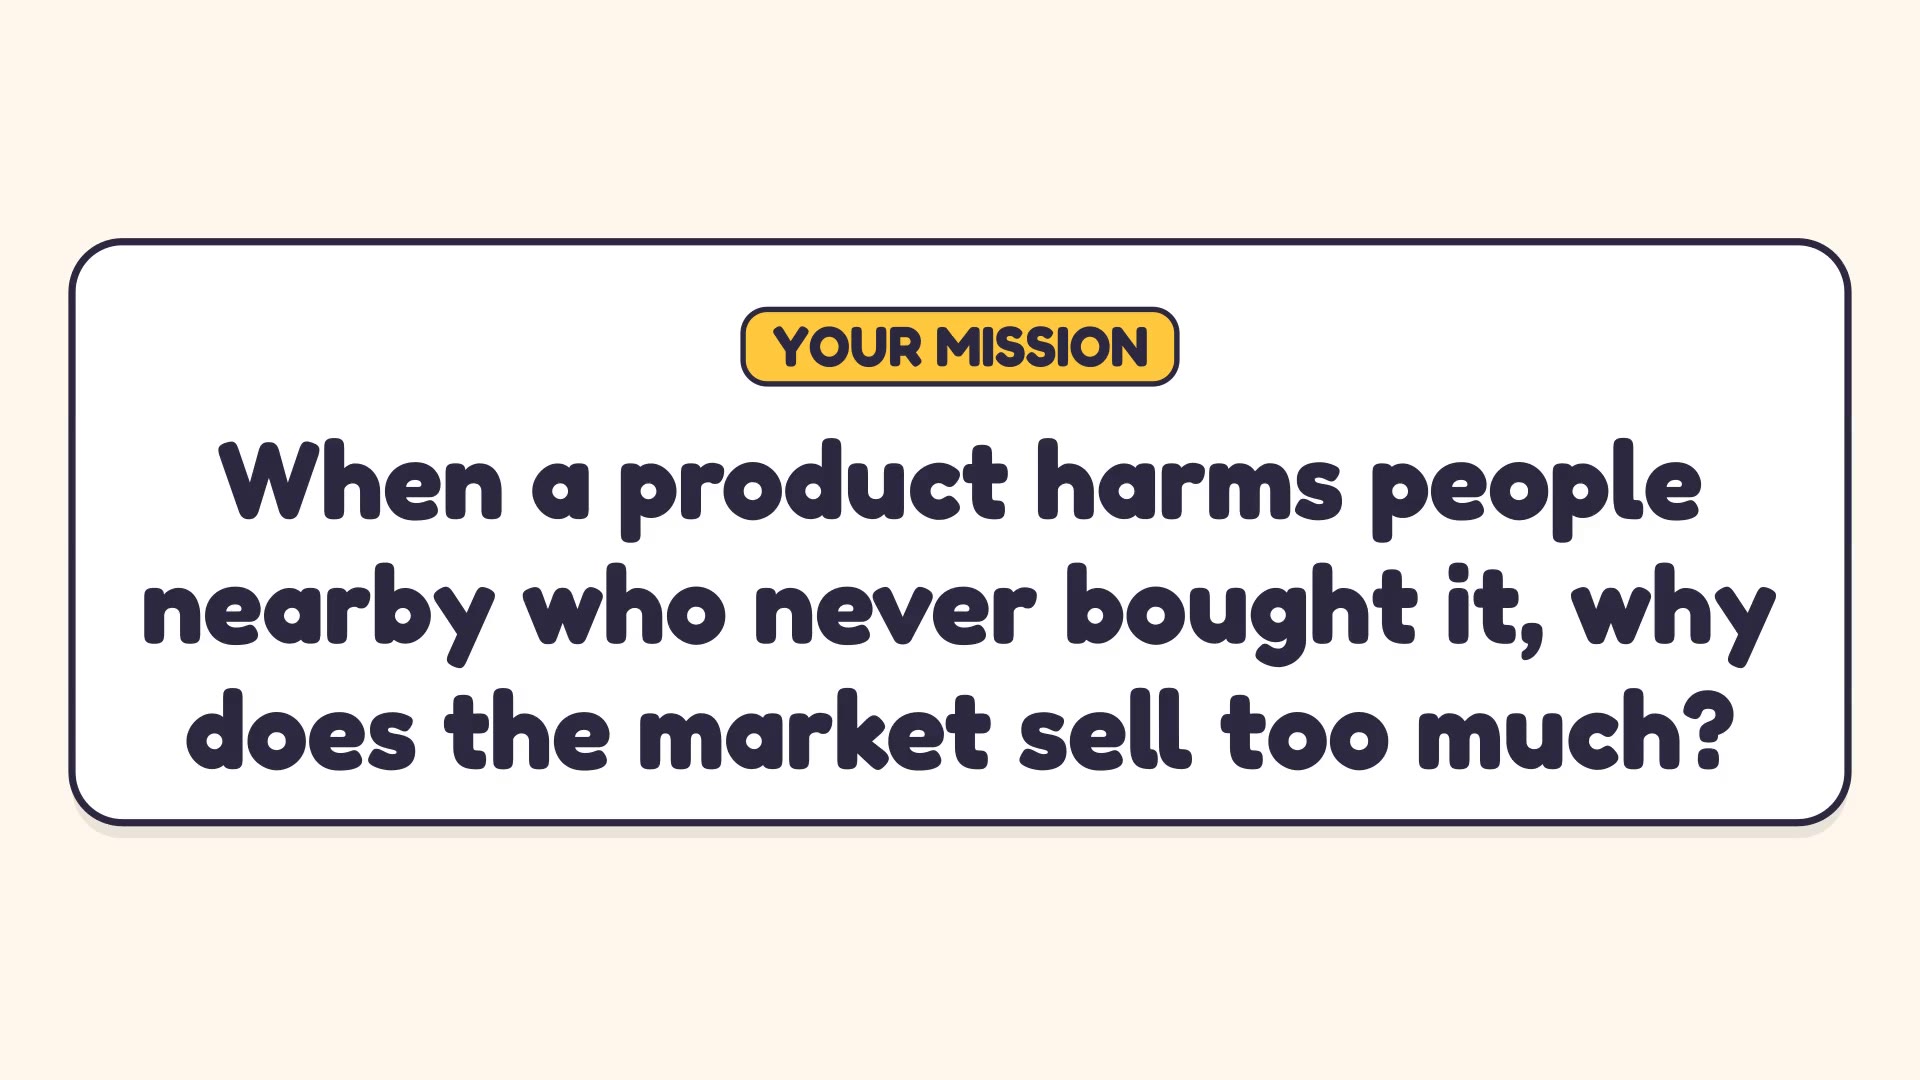 YOUR MISSION
When a product harms people
nearby who never bought it, why
does the market sell too much?